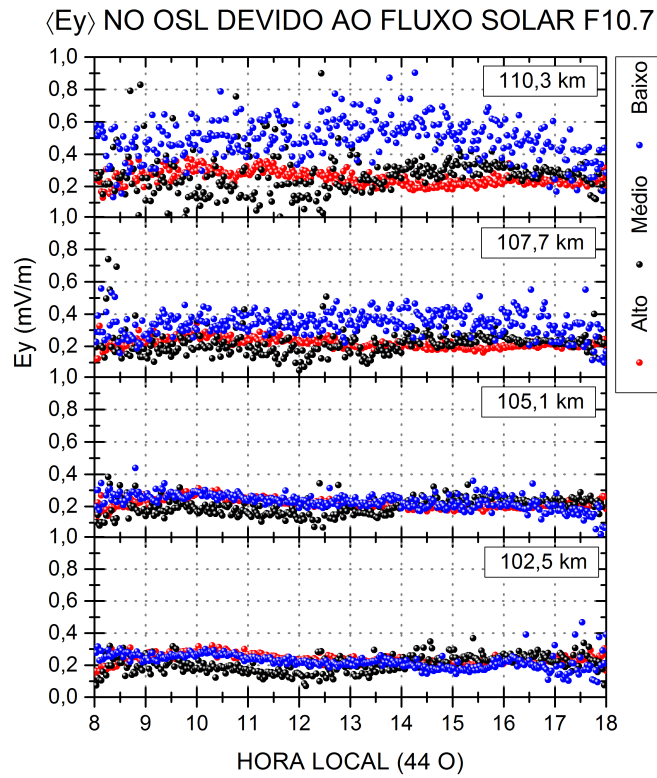 ⟨Ey⟩ NO OSL DEVIDO AO FLUXO SOLAR F10.7
1,0
0,8
0,6
0,4
0,2
110,3 km
1,0
0,8
0,6
0,4
0,2
107,7 km
1,0
0,8
0,6
0,4
0,2
105,1 km
1,0
0,8
0,6
0,4
0,2
0,0
102,5 km
Ey (mV/m)
8 9 10 11 12 13 14 15 16 17 18
HORA LOCAL (44 O)
Alto Médio Baixo